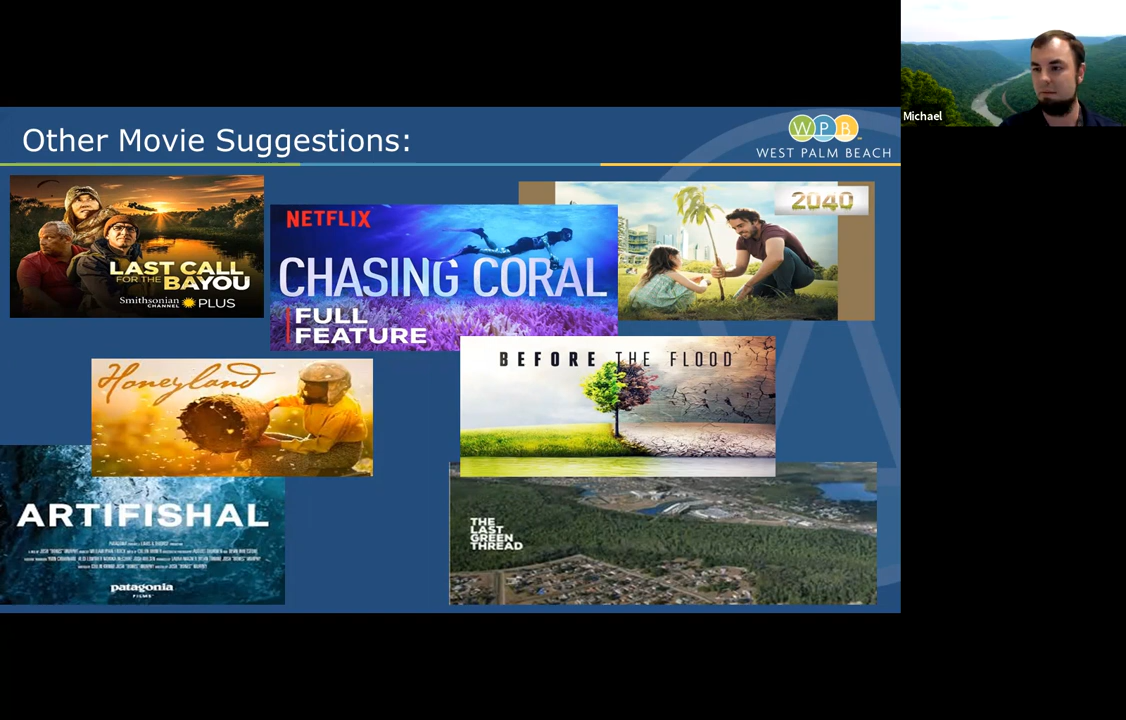 Other Movie Suggestions:
WPB
WEST PALM BEACH
Michael
LAST CALL
FOR THE BAYOU
Smithsonian
CHANNEL
PLUS
NETFLIX
CHASING CORAL
FULL
FEATURE
2040
Honeyland
BEFORE THE FLOOD
ARTIFISHAL
patagonia
FILMS
THE
LAST
GREEN
THREAD